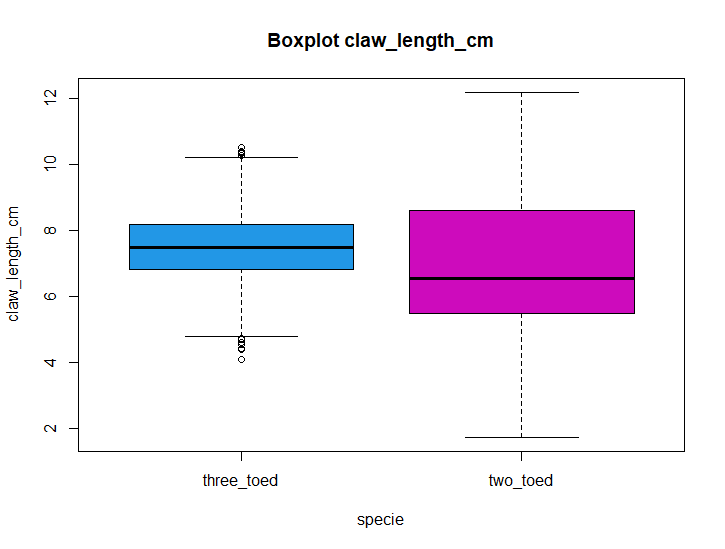 Boxplot claw_length_cm
claw_length_cm
12
10
8
6
4
2
three_toed two_toed
specie